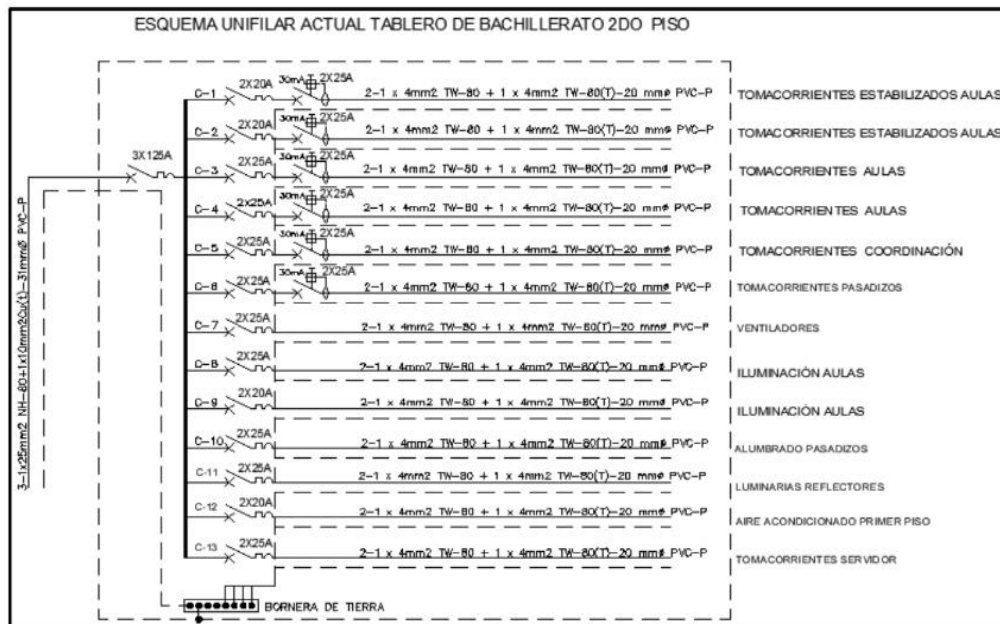 ESQUEMA UNIFILAR ACTUAL TABLERO DE BACHILLERATO 2DO PISO
3X125A
3-1x25mm2 NH-80+1x10mm2Cu(t)-31mmø PVC-P
C-1 2X20A 30mA 2X25A 2-1 x 4mm2 TW-80 + 1 x 4mm2 TW-80(T)-20 mmø PVC-P TOMACORRIENTES ESTABILIZADOS AULAS
C-2 2X20A 30mA 2X25A 2-1 x 4mm2 TW-80 + 1 x 4mm2 TW-80(T)-20 mmø PVC-P TOMACORRIENTES ESTABILIZADOS AULAS
C-3 2X25A 30mA 2X25A 2-1 x 4mm2 TW-80 + 1 x 4mm2 TW-80(T)-20 mmø PVC-P TOMACORRIENTES AULAS
C-4 2x25A 30mA 2X25A 2-1 x 4mm2 TW-80 + 1 x 4mm2 TW-80(T)-20 mmø PVC-P TOMACORRIENTES AULAS
C-5 2X25A 30mA 2X25A 2-1 x 4mm2 TW-80 + 1 x 4mm2 TW-80(T)-20 mmø PVC-P TOMACORRIENTES COORDINACIÓN
C-6 2X25A 30mA 2X25A 2-1 x 4mm2 TW-80 + 1 x 4mm2 TW-80(T)-20 mmø PVC-P TOMACORRIENTES PASADIZOS
C-7 2X25A 2-1 x 4mm2 TW-80 + 1 x 4mm2 TW-80(T)-20 mmø PVC-P VENTILADORES
C-8 2X25A 2-1 x 4mm2 TW-80 + 1 x 4mm2 TW-80(T)-20 mmø PVC-P ILUMINACIÓN AULAS
C-9 2X20A 2-1 x 4mm2 TW-80 + 1 x 4mm2 TW-80(T)-20 mmø PVC-P ILUMINACIÓN AULAS
C-10 2X25A 2-1 x 4mm2 TW-80 + 1 x 4mm2 TW-80(T)-20 mmø PVC-P ALUMBRADO PASADIZOS
C-11 2X25A 2-1 x 4mm2 TW-80 + 1 x 4mm2 TW-80(T)-20 mmø PVC-P LUMINARIAS REFLECTORES
C-12 2X20A 2-1 x 4mm2 TW-80 + 1 x 4mm2 TW-80(T)-20 mmø PVC-P AIRE ACONDICIONADO PRIMER PISO
C-13 2X25A 2-1 x 4mm2 TW-80 + 1 x 4mm2 TW-80(T)-20 mmø PVC-P TOMACORRIENTES SERVIDOR
BORNERA DE TIERRA